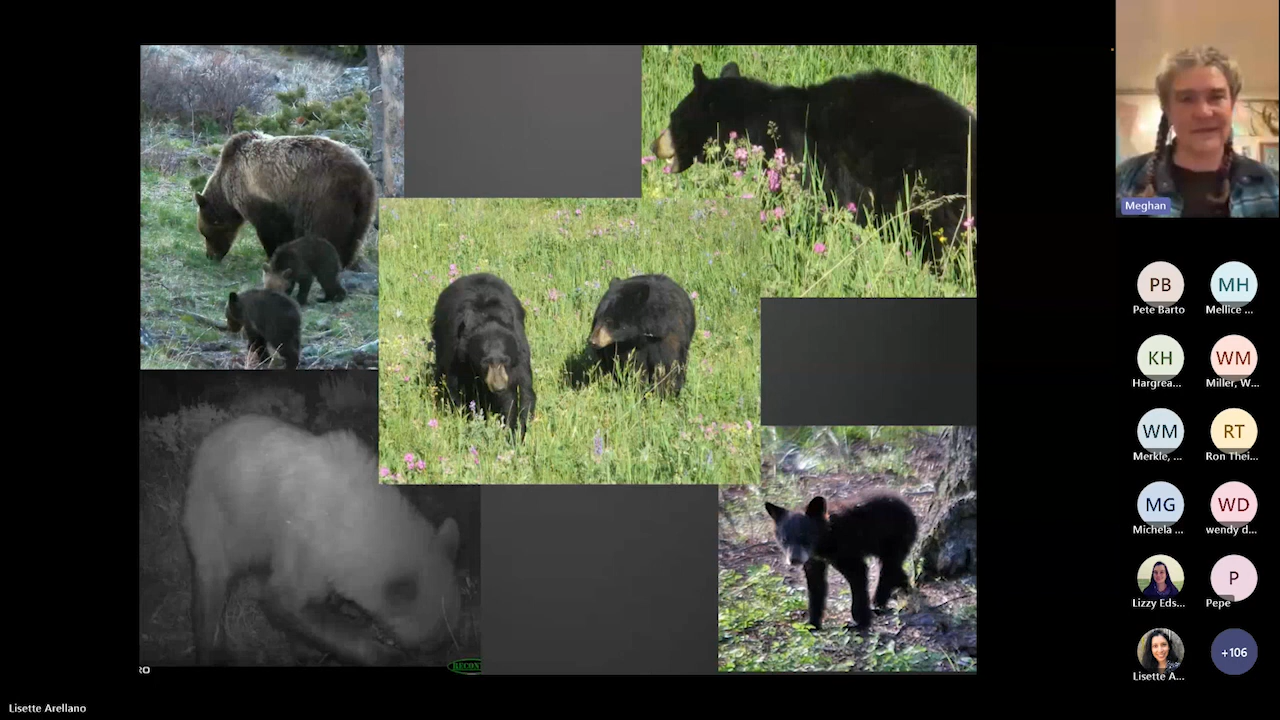 Meghan
PB
MH
Pete Barto
Mellice ...
KH
WM
Hargrea...
Miller, W...
WM
RT
Merkle, ...
Ron Thei...
MG
WD
Michela ...
wendy d...
P
Lizzy Eds...
Pepe
+106
Lisette A...
RO
Lisette Arellano